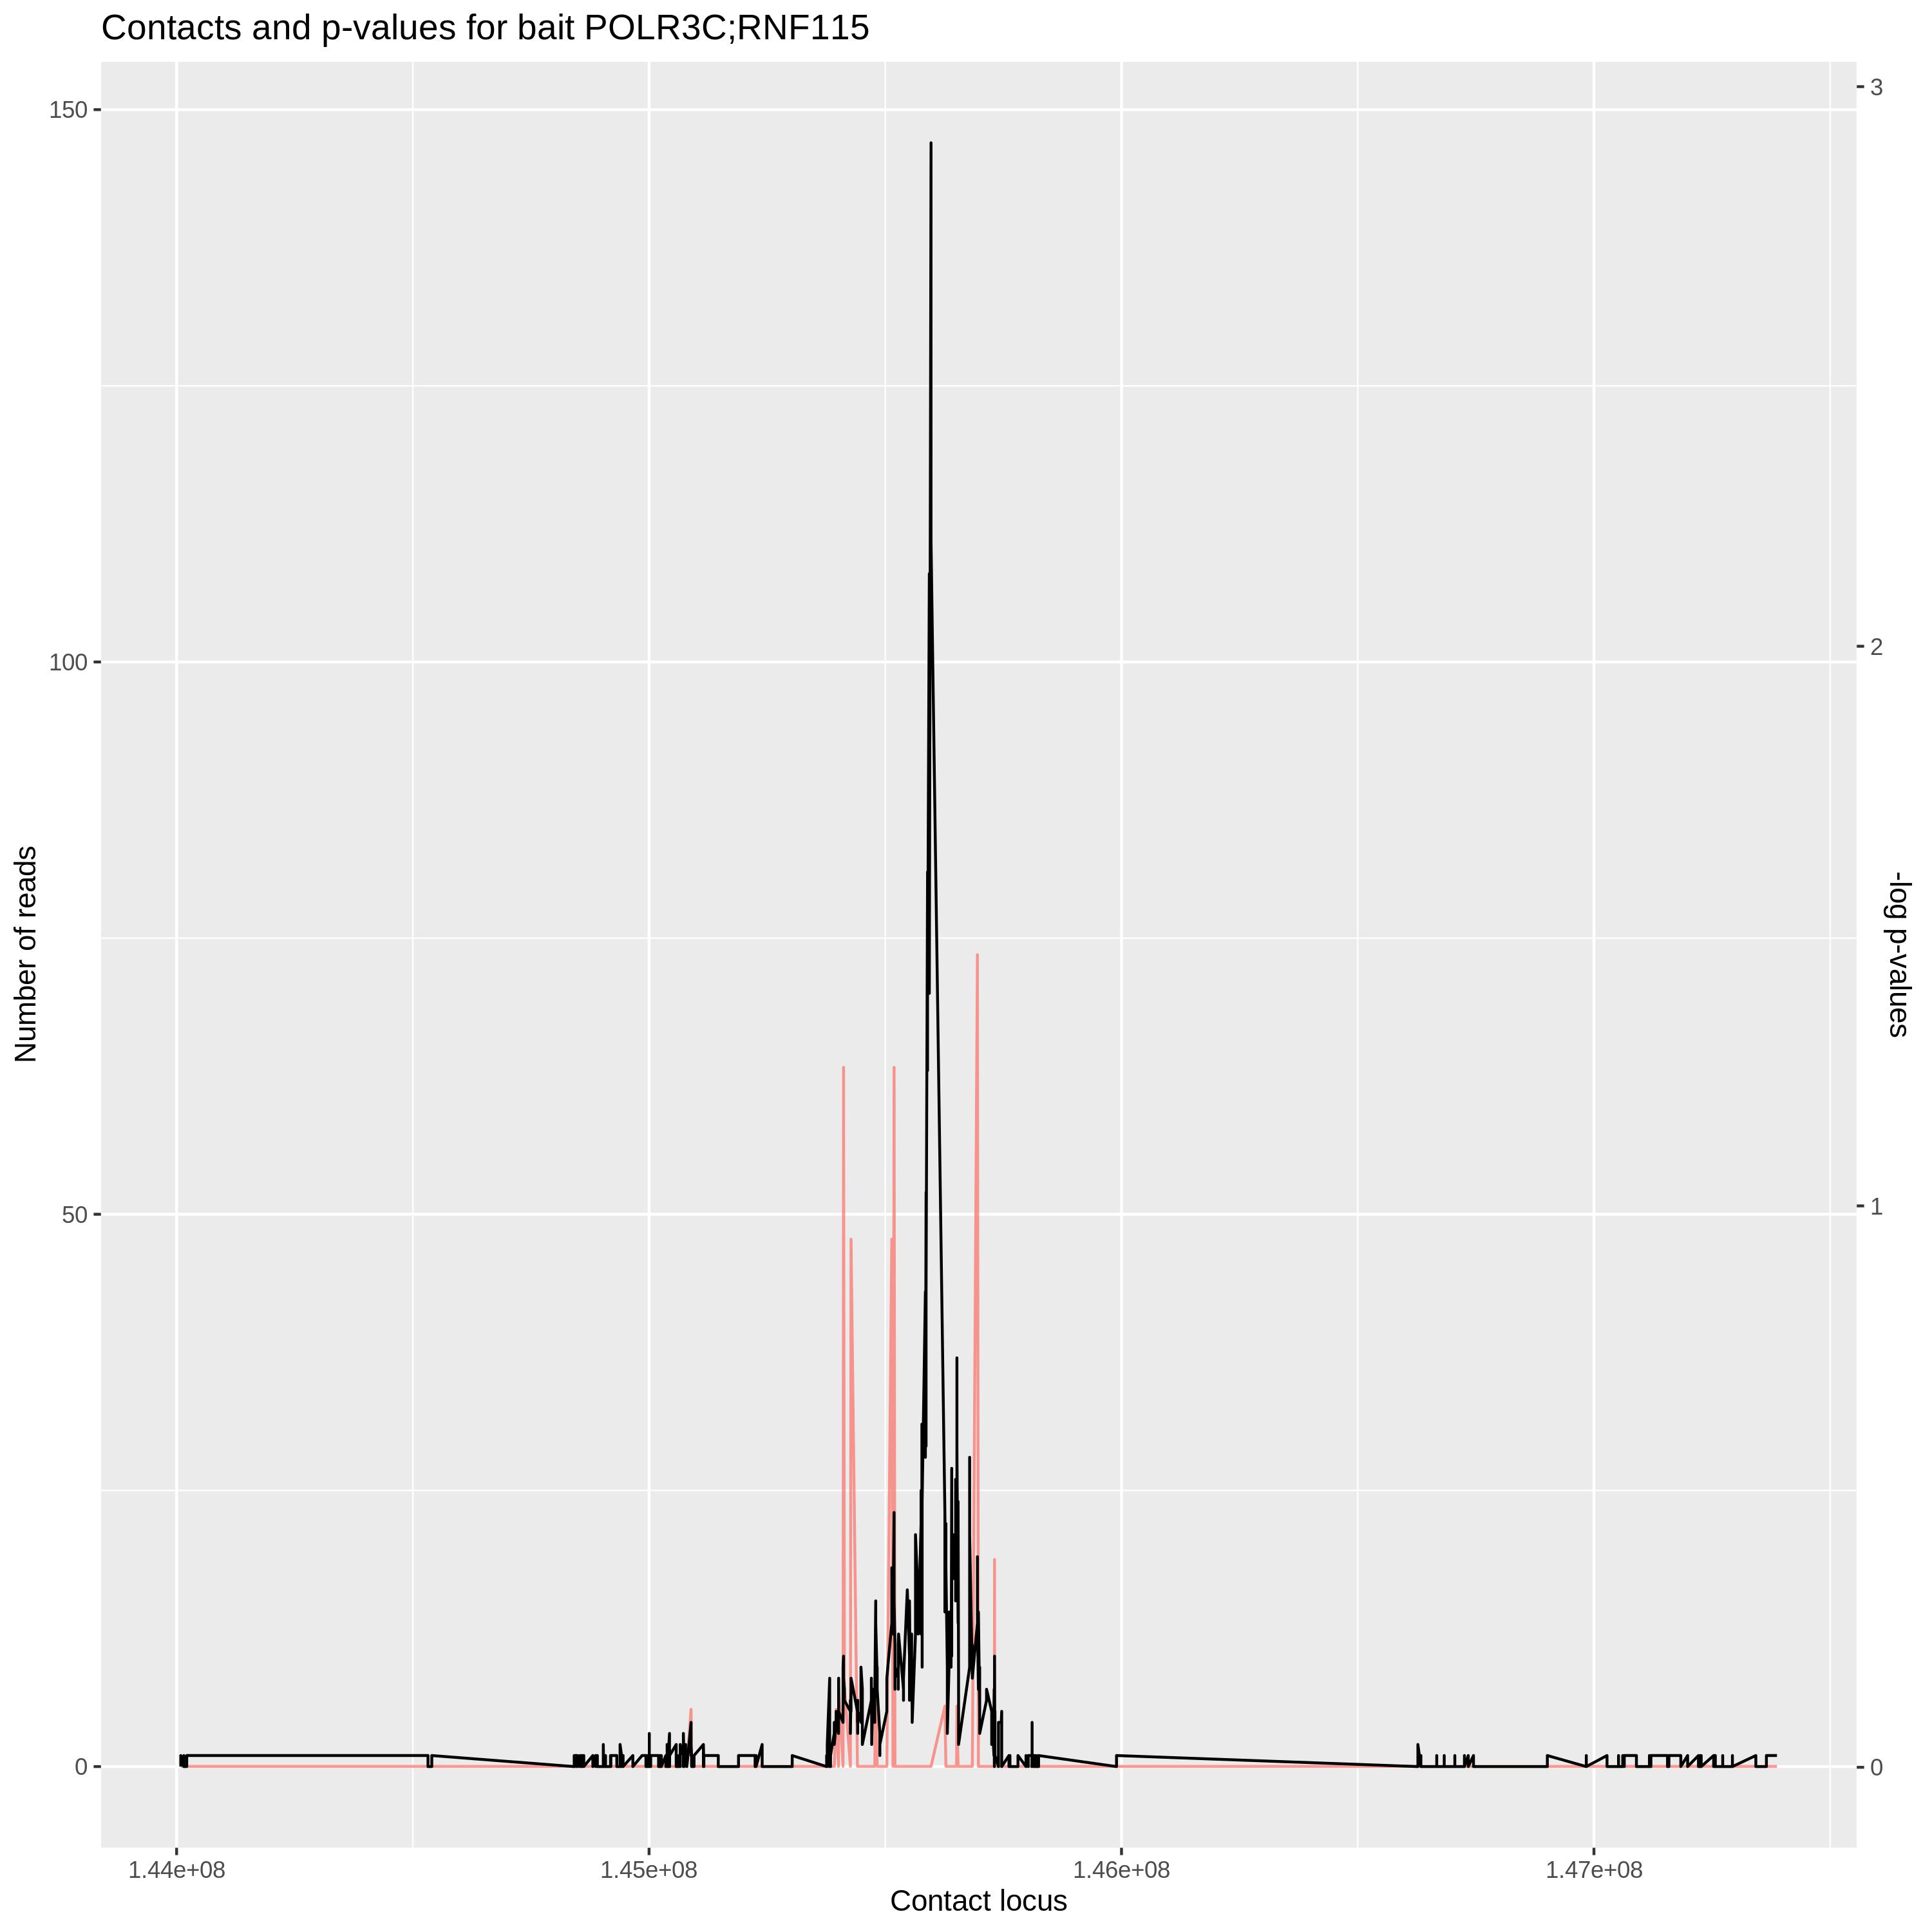 Contacts and p-values for bait POLR3C;RNF115
150
100
50
0
Number of reads
3
2
1
0
-log p-values
1.44e+08
1.45e+08
1.46e+08
1.47e+08
Contact locus